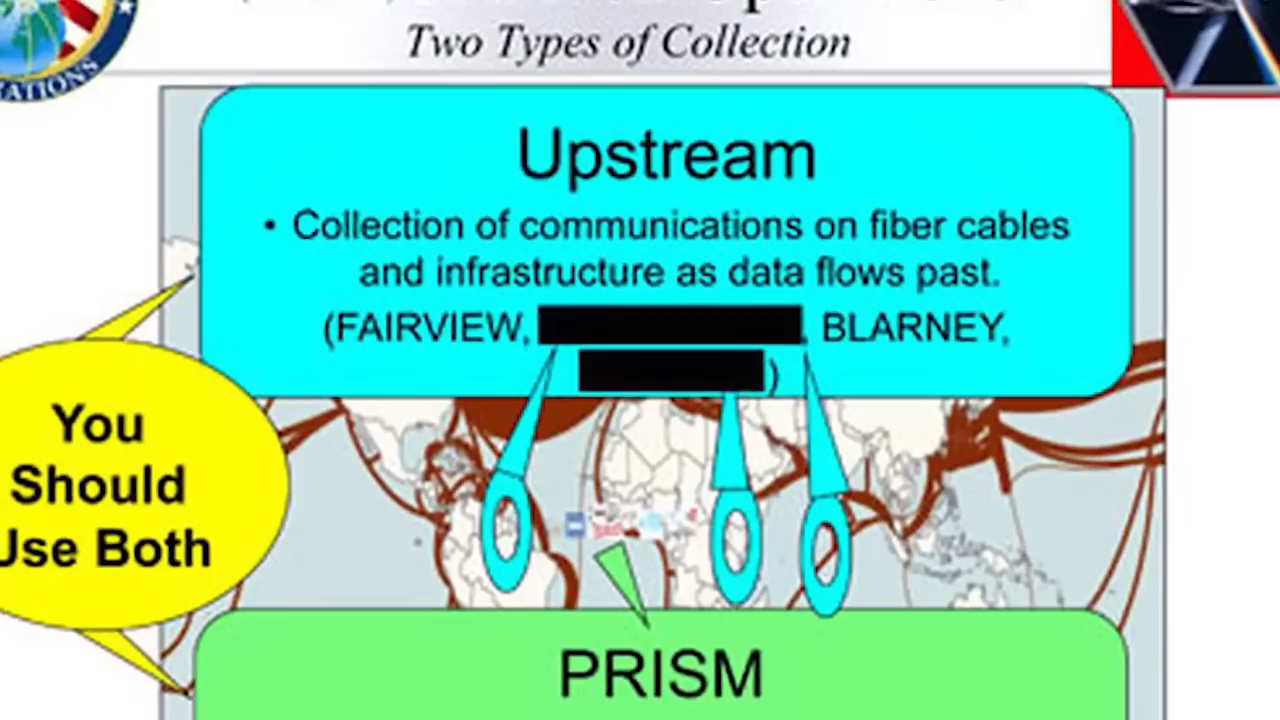 Two Types of Collection
Upstream
• Collection of communications on fiber cables
and infrastructure as data flows past.
(FAIRVIEW, , BLARNEY,
)
You
Should
Use Both
PRISM